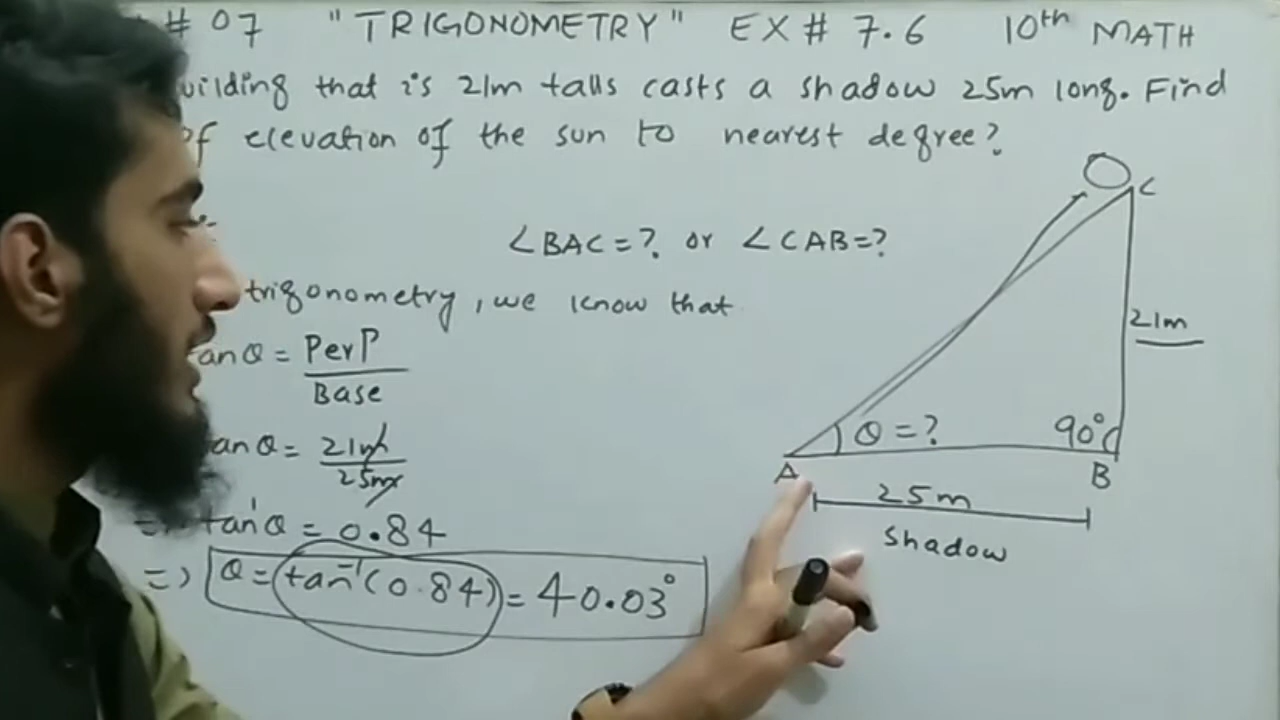 # 07 "TRIGONOMETRY" EX # 7.6 10th MATH
uilding that is 21m talls casts a shadow 25m long. Find
of elevation of the sun to nearest degree?
∠BAC = ? or ∠CAB = ?
trigonometry, we know that
tanθ = Perp/Base
anθ = 21m/25m
=> tanθ = 0.84
=> θ = tan⁻¹(0.84) = 40.03°
C
21m
θ = ?
90°
A
B
25m
Shadow